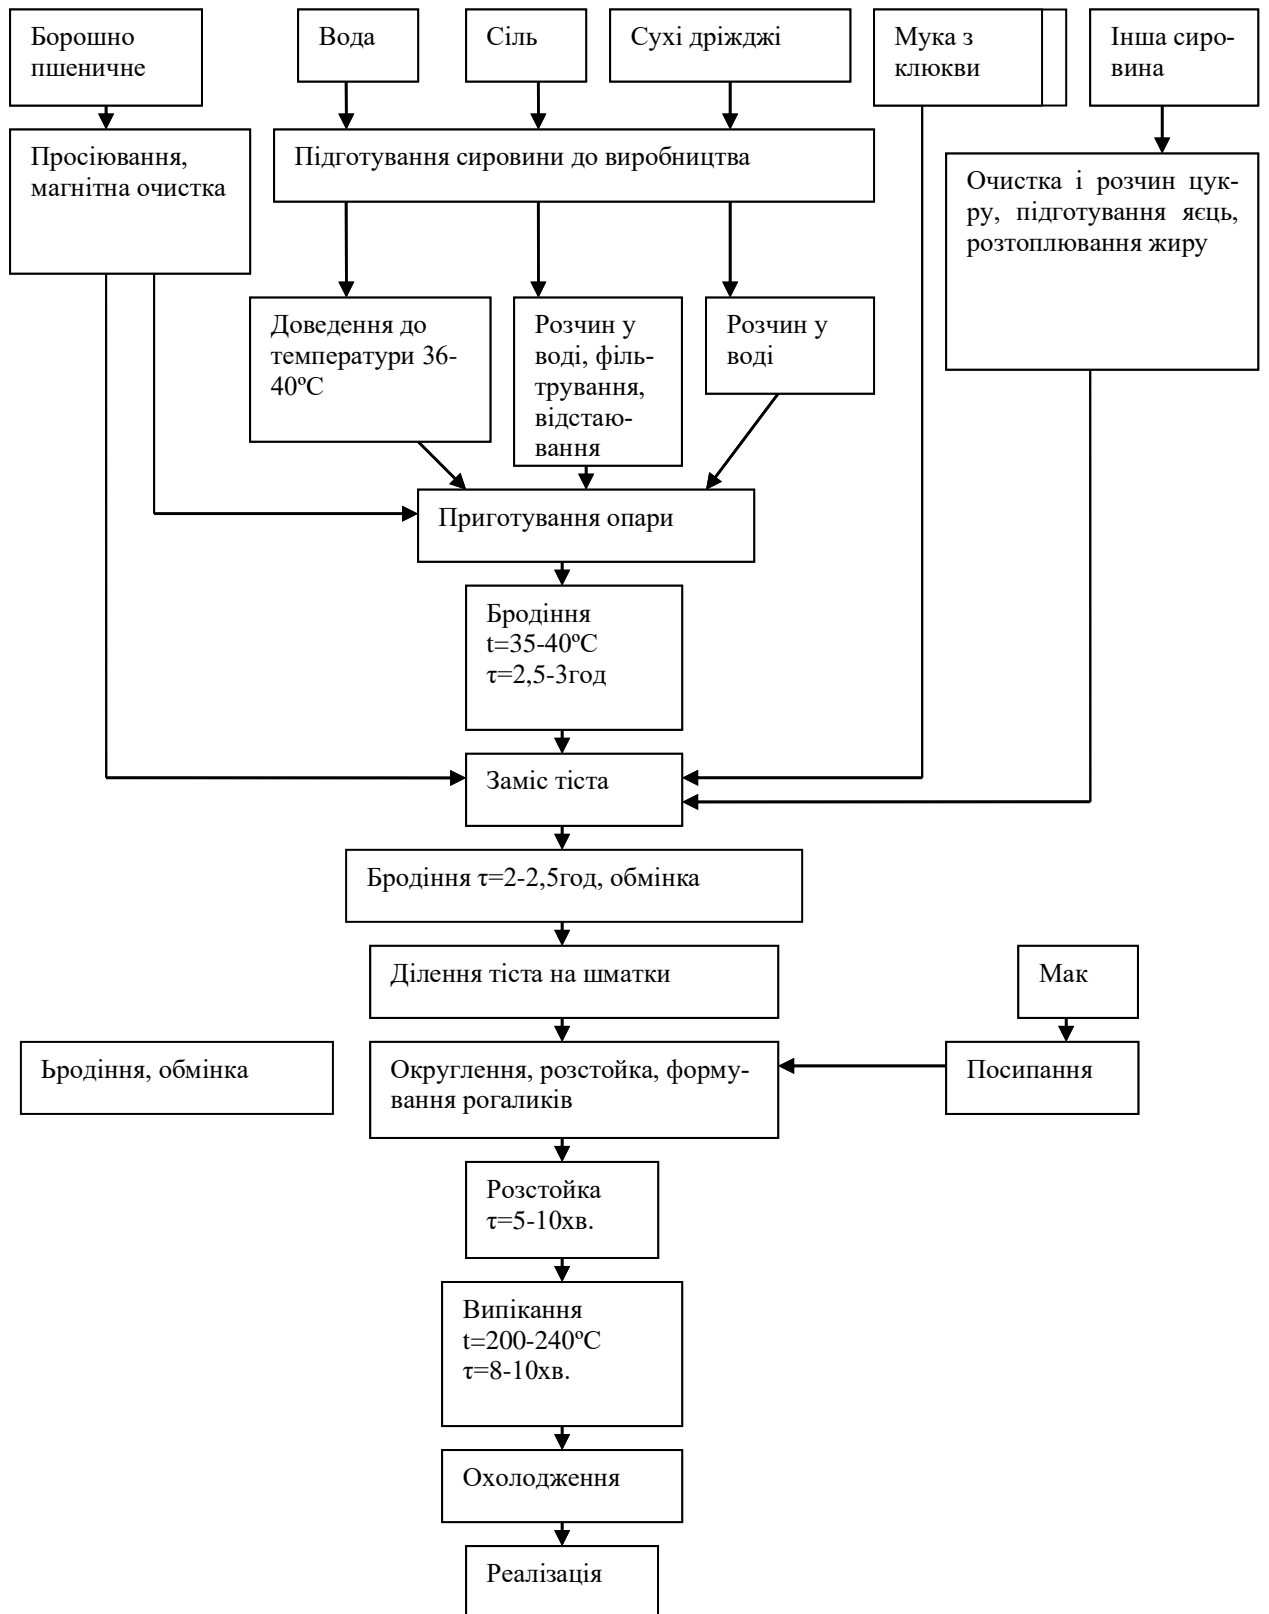 Борошно
пшеничне
Вода
Сіль
Сухі дріжджі
Мука з
клюкви
Інша сиро-
вина
Просіювання,
магнітна очистка
Підготування сировини до виробництва
Очистка і розчин цук-
ру, підготування яєць,
розтоплювання жиру
Доведення до
температури 36-
40ºС
Розчин у
воді, філь-
трування,
відстаю-
вання
Розчин у
воді
Приготування опари
Бродіння
t=35-40ºС
τ=2,5-3год
Заміс тіста
Бродіння τ=2-2,5год, обмінка
Ділення тіста на шматки
Мак
Ьродіння, обмінка
Округлення, розстойка, форму-
вання рогаликів
Посипання
Розстойка
τ=5-10хв.
Випікання
t=200-240ºС
τ=8-10хв.
Охолодження
Реалізація